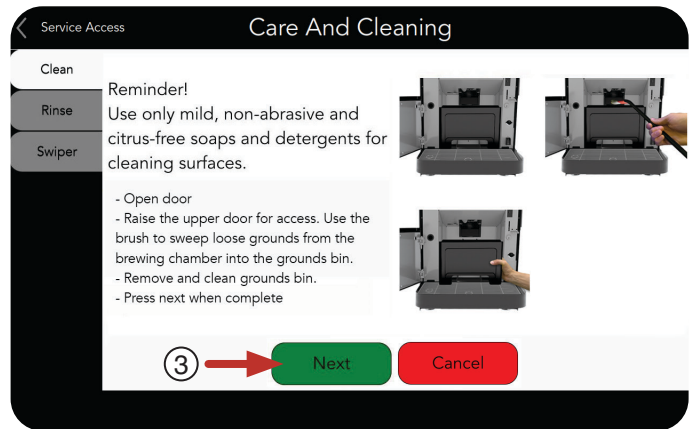 Service Access
Care And Cleaning
Clean
Rinse
Swiper
Reminder!
Use only mild, non-abrasive and
citrus-free soaps and detergents for
cleaning surfaces.
- Open door
- Raise the upper door for access. Use the
brush to sweep loose grounds from the
brewing chamber into the grounds bin.
- Remove and clean grounds bin.
- Press next when complete
3
Next
Cancel